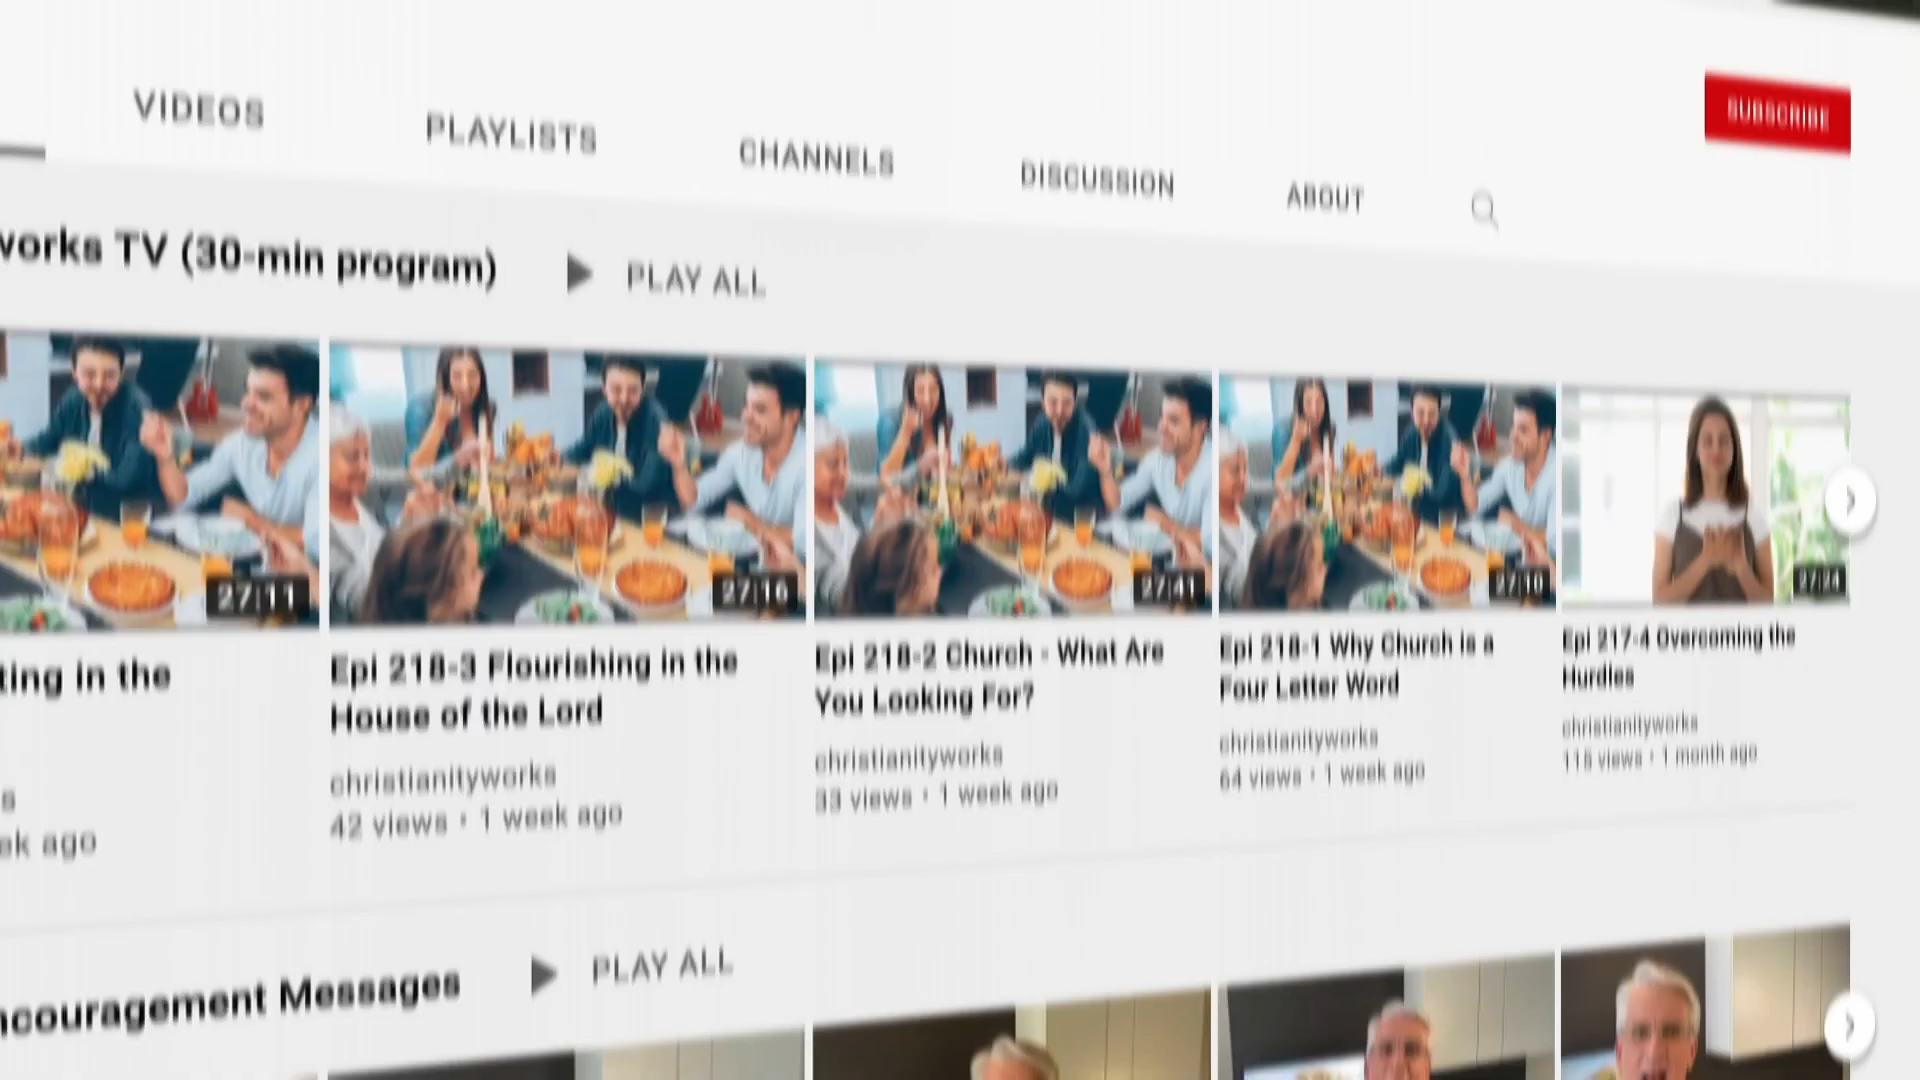 VIDEOS PLAYLISTS CHANNELS DISCUSSION ABOUT
SUBSCRIBE
works TV (30-min program) PLAY ALL
27:11
27:16
27:41
27:10
27:24
ting in the
Epi 218-3 Flourishing in the
House of the Lord
Epi 218-2 Church - What Are
You Looking For?
Epi 218-1 Why Church is a
Four Letter Word
Epi 217-4 Overcoming the
Hurdles
s
ek ago
christianityworks
42 views • 1 week ago
christianityworks
33 views • 1 week ago
christianityworks
64 views • 1 week ago
christianityworks
115 views • 1 month ago
ncouragement Messages PLAY ALL